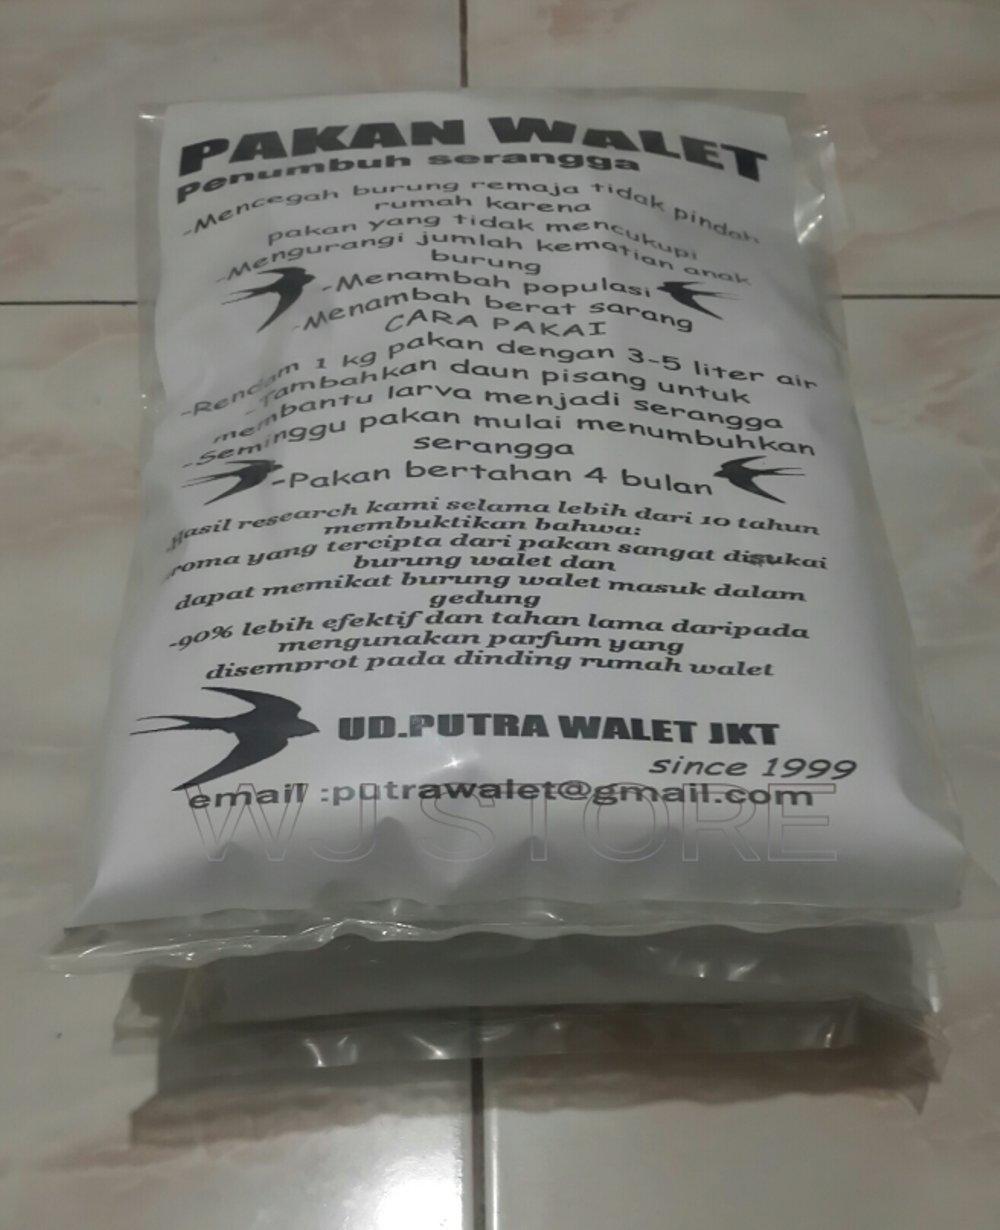 PAKAN WALET
Penumbuh serangga
-Mencegah burung remaja tidak pindah
rumah karena
pakan yang tidak mencukupi
-Mengurangi jumlah kematian anak
burung
-Menambah populasi
-Menambah berat sarang
CARA PAKAI
-Rendam 1 kg pakan dengan 3-5 liter air
-Tambahkan daun pisang untuk
membantu larva menjadi serangga
-Seminggu pakan mulai menumbuhkan
serangga
-Pakan bertahan 4 bulan
-Hasil research kami selama lebih dari 10 tahun
membuktikan bahwa:
roma yang tercipta dari pakan sangat disukai
burung walet dan
dapat memikat burung walet masuk dalam
gedung
-90% lebih efektif dan tahan lama daripada
mengunakan parfum yang
disemprot pada dinding rumah walet
UD.PUTRA WALET JKT
since 1999
email :putrawalet@gmail.com
WJ STORE